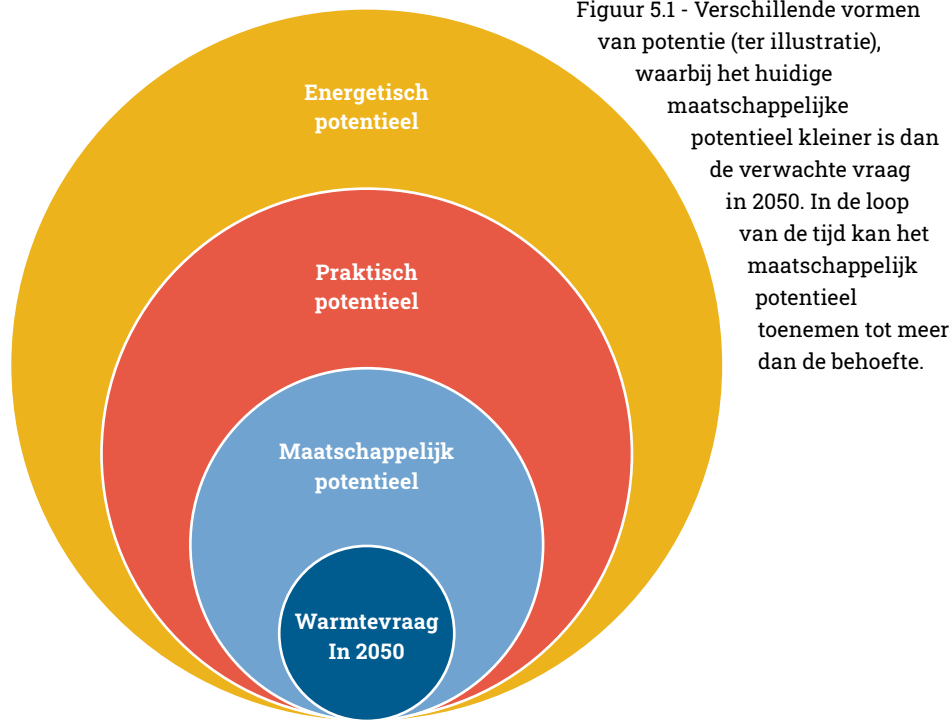 Figuur 5.1 - Verschillende vormen
van potentie (ter illustratie),
waarbij het huidige
maatschappelijke
potentieel kleiner is dan
de verwachte vraag
in 2050. In de loop
van de tijd kan het
maatschappelijk
potentieel
toenemen tot meer
dan de behoefte.
Energetisch
potentieel
Praktisch
potentieel
Maatschappelijk
potentieel
Warmtevraag
In 2050